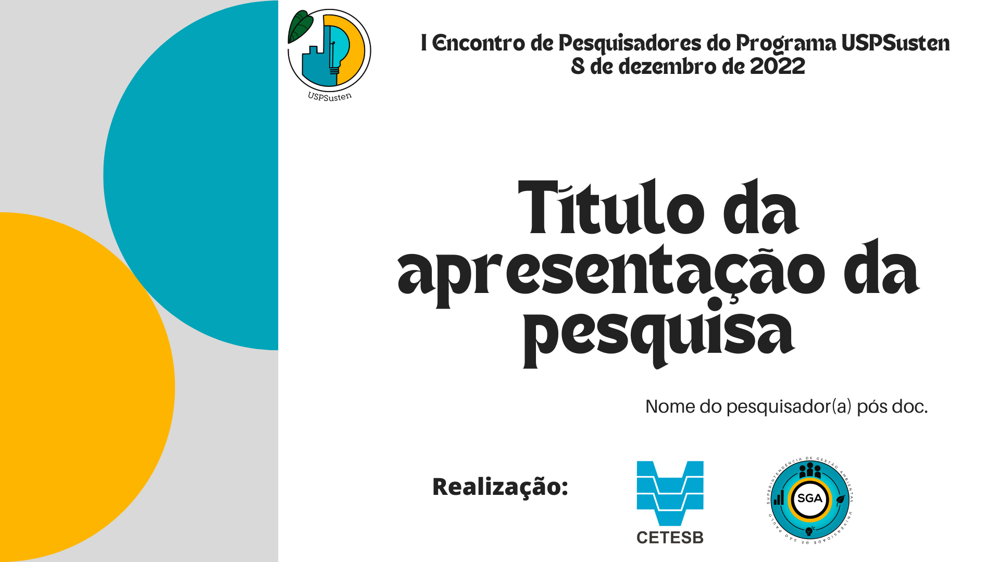 USPSusten
I Encontro de Pesquisadores do Programa USPSusten
8 de dezembro de 2022
Título da
apresentação da
pesquisa
Nome do pesquisador(a) pós doc.
Realização:
CETESB
SUPERINTENDÊNCIA DE GESTÃO AMBIENTAL
SGA
UNIVERSIDADE DE SÃO PAULO